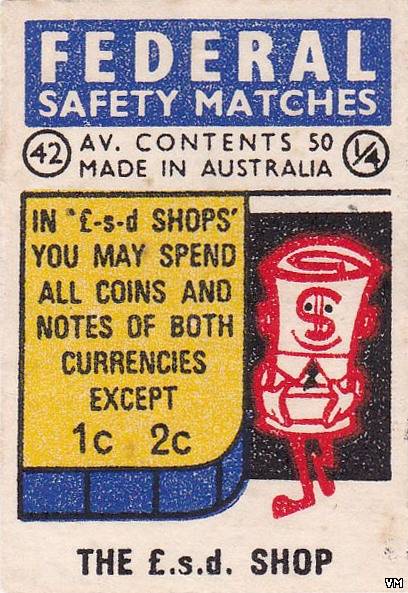 FEDERAL
SAFETY MATCHES
42
AV. CONTENTS 50
MADE IN AUSTRALIA
1/4
IN '£-s-d SHOPS'
YOU MAY SPEND
ALL COINS AND
NOTES OF BOTH
CURRENCIES
EXCEPT
1c 2c
$
THE £.s.d. SHOP
VM